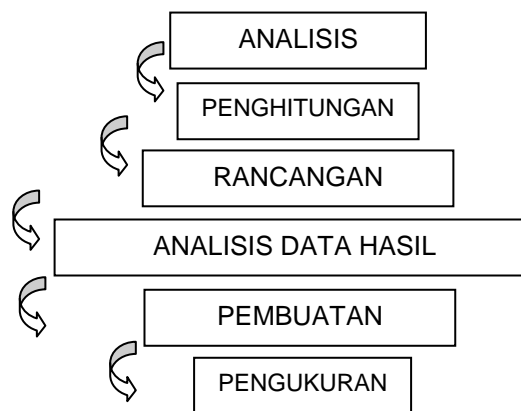 ANALISIS
PENGHITUNGAN
RANCANGAN
ANALISIS DATA HASIL
PEMBUATAN
PENGUKURAN